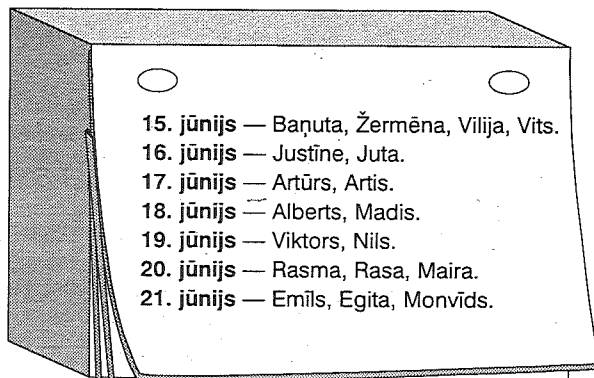 15. jūnijs — Baņuta, Žermēna, Vilija, Vits.
16. jūnijs — Justīne, Juta.
17. jūnijs — Artūrs, Artis.
18. jūnijs — Alberts, Madis.
19. jūnijs — Viktors, Nils.
20. jūnijs — Rasma, Rasa, Maira.
21. jūnijs — Emīls, Egita, Monvīds.